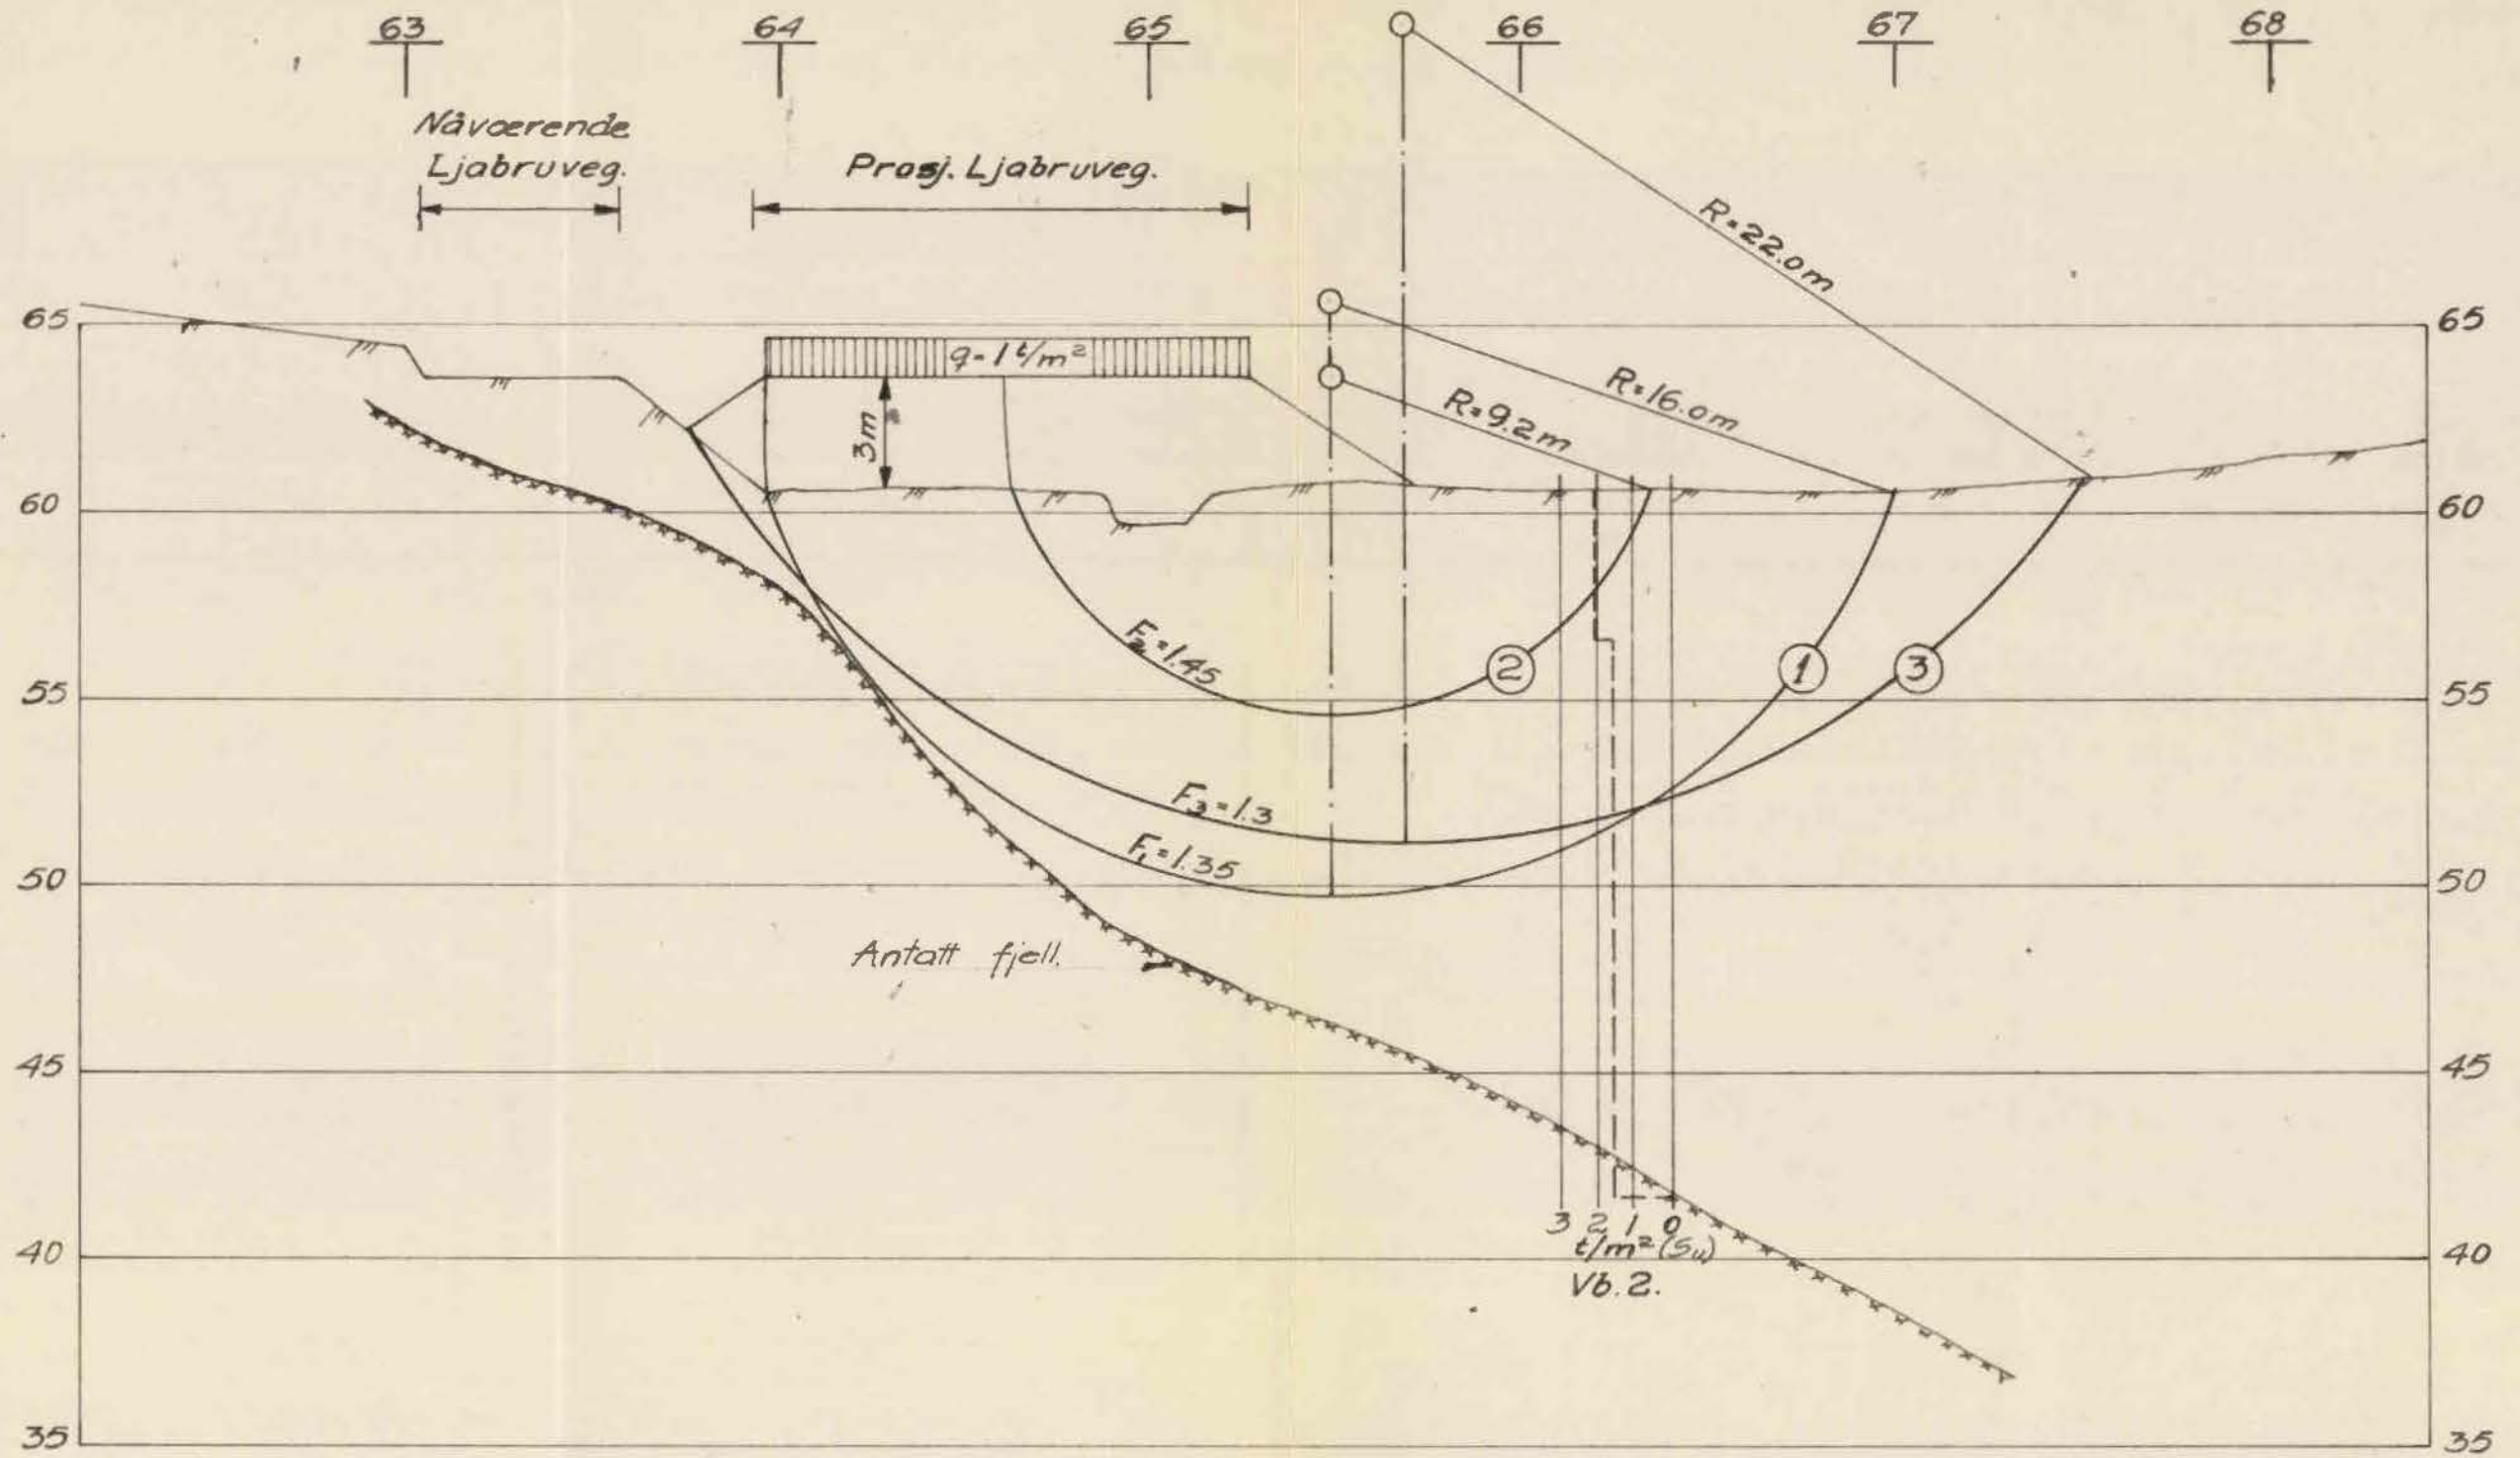 63 64 65 66 67 68
Nåværende
Ljabruveg.
Prosj. Ljabruveg.
R=22.0m
65 65
q=1 t/m²
R=16.0m
R=9.2m
3m
60 60
F₂=1.45
2 1 3
55 55
F₃=1.3
F₁=1.35
50 50
Antatt fjell.
45 45
3 2 1 0
t/m² (Su)
40 40
Vb. 2.
35 35